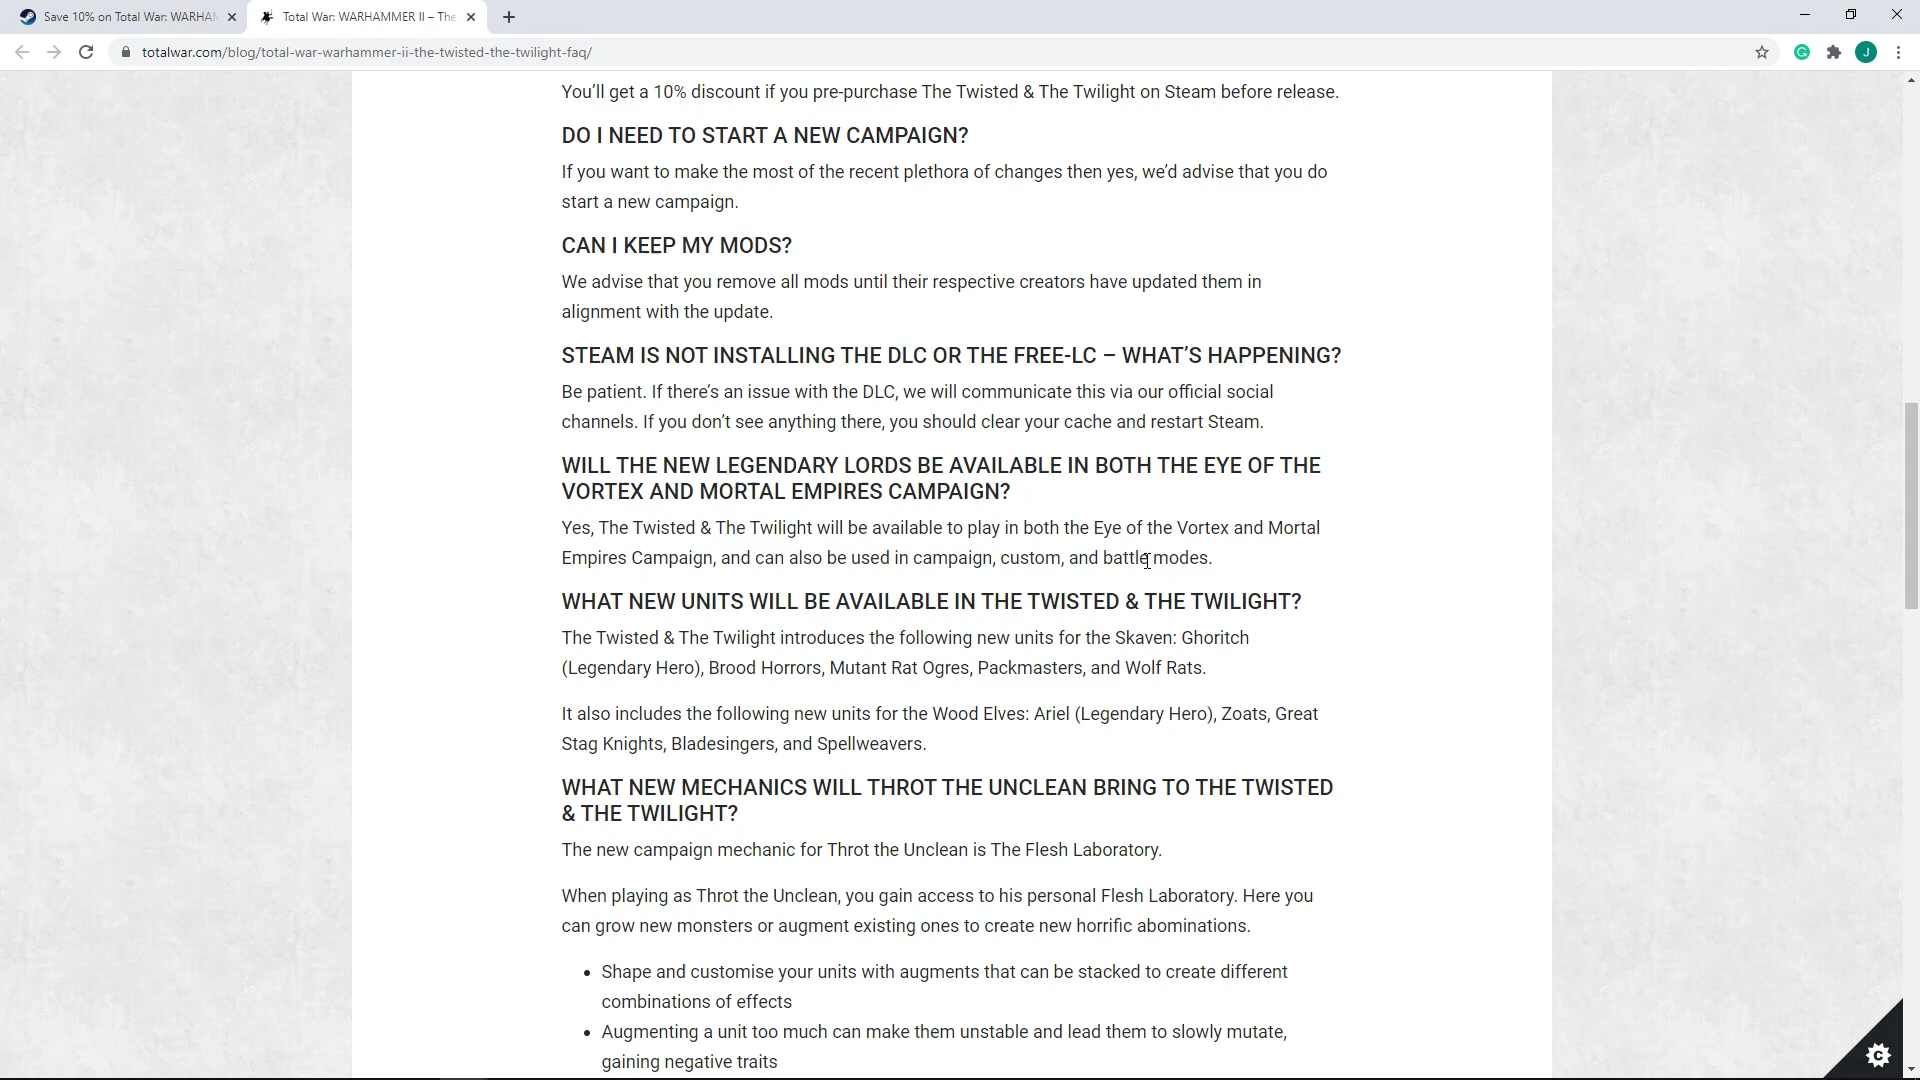 Save 10% on Total War: WARHAM
Total War: WARHAMMER II – The
totalwar.com/blog/total-war-warhammer-ii-the-twisted-the-twilight-faq/
J
You'll get a 10% discount if you pre-purchase The Twisted & The Twilight on Steam before release.
DO I NEED TO START A NEW CAMPAIGN?
If you want to make the most of the recent plethora of changes then yes, we'd advise that you do
start a new campaign.
CAN I KEEP MY MODS?
We advise that you remove all mods until their respective creators have updated them in
alignment with the update.
STEAM IS NOT INSTALLING THE DLC OR THE FREE-LC – WHAT'S HAPPENING?
Be patient. If there's an issue with the DLC, we will communicate this via our official social
channels. If you don't see anything there, you should clear your cache and restart Steam.
WILL THE NEW LEGENDARY LORDS BE AVAILABLE IN BOTH THE EYE OF THE
VORTEX AND MORTAL EMPIRES CAMPAIGN?
Yes, The Twisted & The Twilight will be available to play in both the Eye of the Vortex and Mortal
Empires Campaign, and can also be used in campaign, custom, and battle modes.
WHAT NEW UNITS WILL BE AVAILABLE IN THE TWISTED & THE TWILIGHT?
The Twisted & The Twilight introduces the following new units for the Skaven: Ghoritch
(Legendary Hero), Brood Horrors, Mutant Rat Ogres, Packmasters, and Wolf Rats.
It also includes the following new units for the Wood Elves: Ariel (Legendary Hero), Zoats, Great
Stag Knights, Bladesingers, and Spellweavers.
WHAT NEW MECHANICS WILL THROT THE UNCLEAN BRING TO THE TWISTED
& THE TWILIGHT?
The new campaign mechanic for Throt the Unclean is The Flesh Laboratory.
When playing as Throt the Unclean, you gain access to his personal Flesh Laboratory. Here you
can grow new monsters or augment existing ones to create new horrific abominations.
• Shape and customise your units with augments that can be stacked to create different
combinations of effects
• Augmenting a unit too much can make them unstable and lead them to slowly mutate,
gaining negative traits